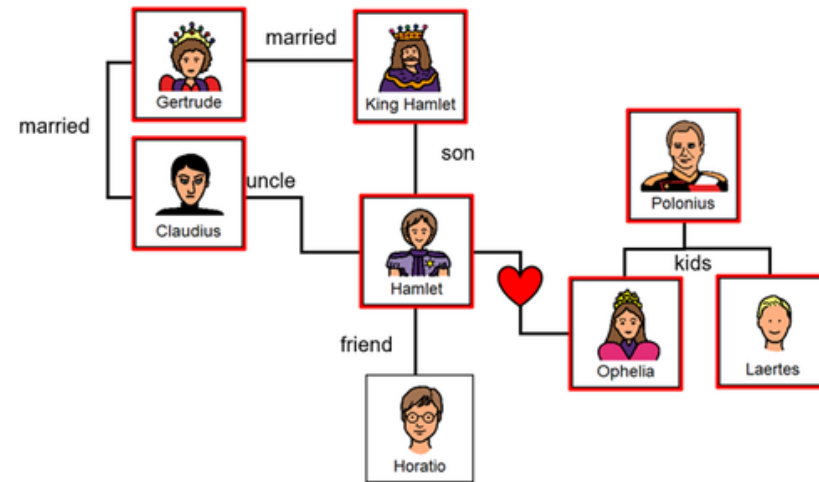 married
Gertrude
King Hamlet
married
son
uncle
Claudius
Polonius
Hamlet
kids
friend
Ophelia
Laertes
Horatio